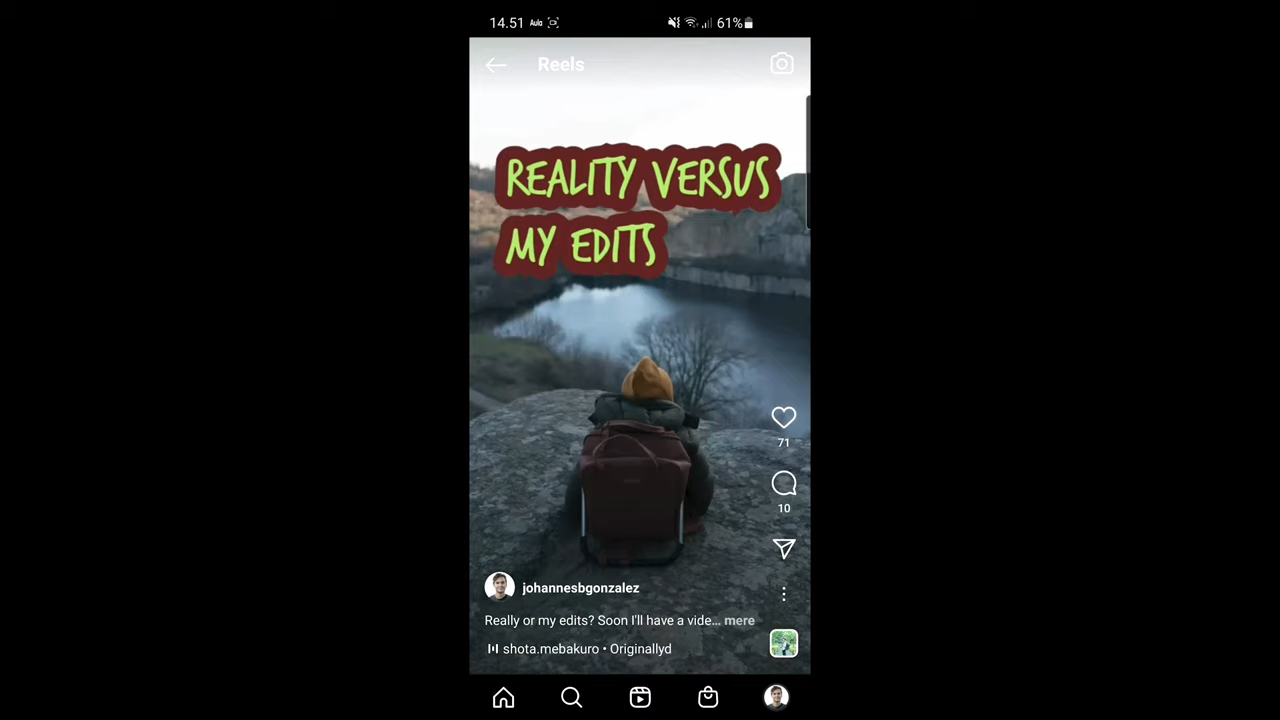 14.51 Aula 61%
Reels
REALITY VERSUS
MY EDITS
71
10
johannesbgonzalez
Really or my edits? Soon I'll have a vide... mere
shota.mebakuro • Originallyd